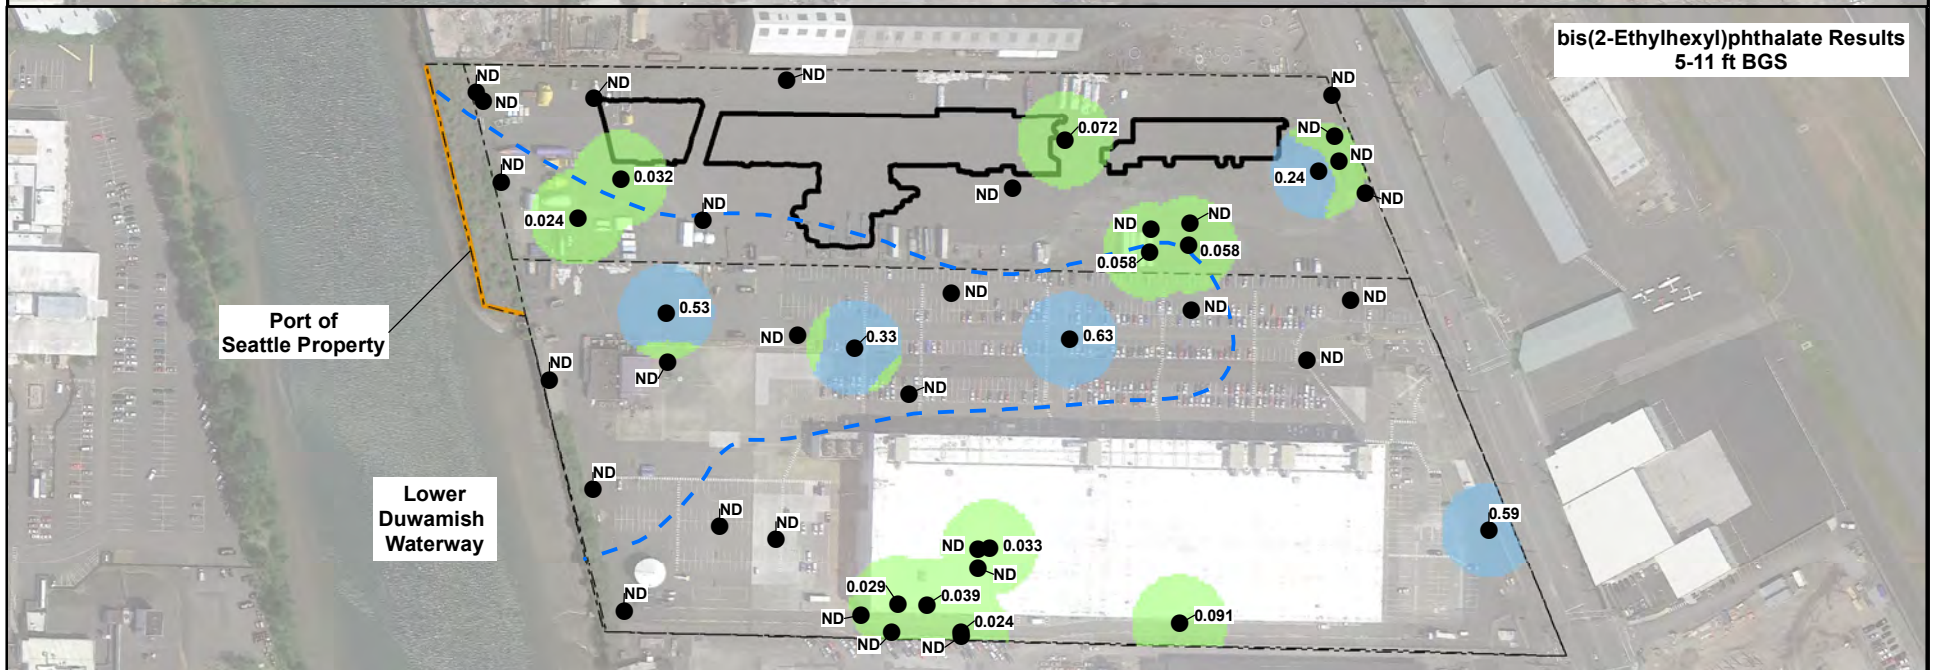 bis(2-Ethylhexyl)phthalate Results
5-11 ft BGS
ND
ND
ND
ND
ND
ND
0.072
ND
ND
0.24
ND
ND
0.032
0.024
ND
ND
ND
ND
0.058
0.058
Port of
Seattle Property
0.53
ND
ND
0.33
ND
0.63
ND
ND
ND
ND
ND
ND
Lower
Duwamish
Waterway
ND
ND
0.59
ND
0.033
ND
0.029
0.039
ND
ND
0.024
ND
ND
0.091